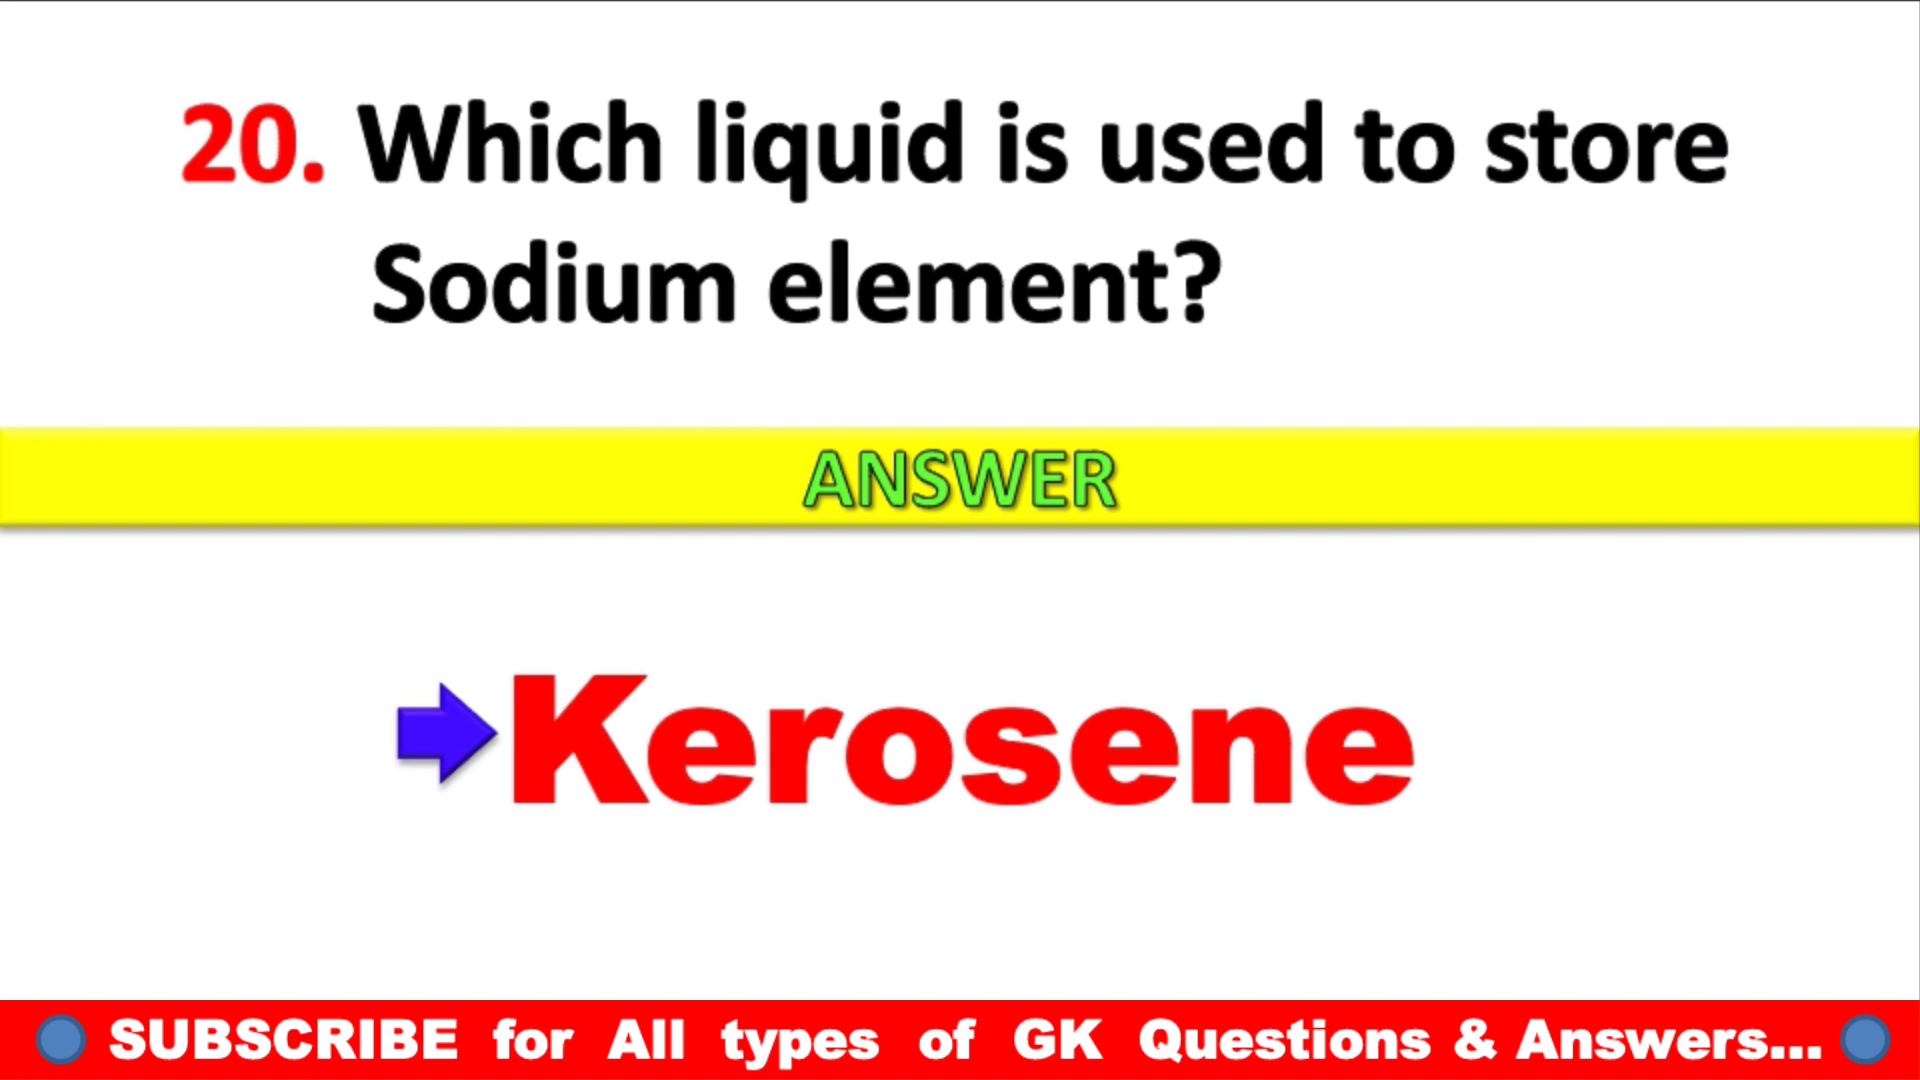 20. Which liquid is used to store
Sodium element?
ANSWER
Kerosene
SUBSCRIBE for All types of GK Questions & Answers...